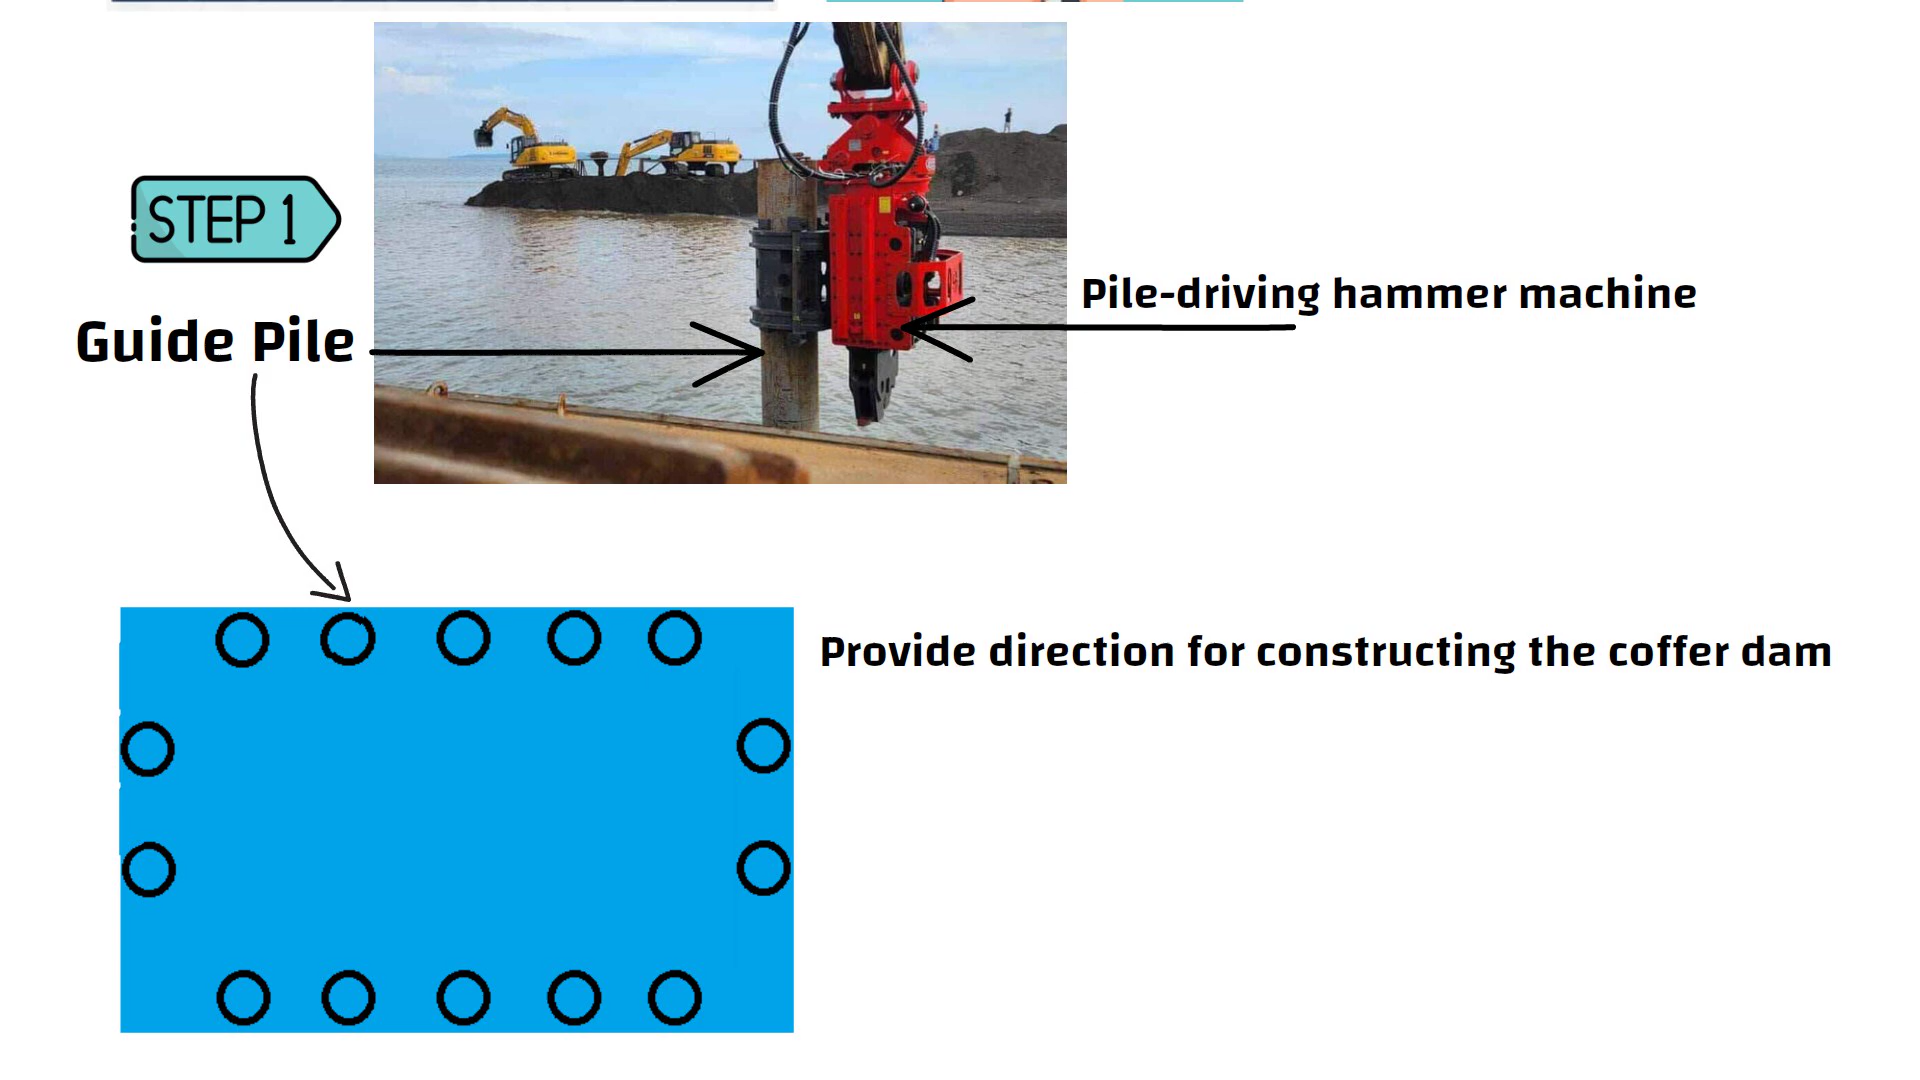 STEP 1
Guide Pile
Pile-driving hammer machine
Provide direction for constructing the coffer dam